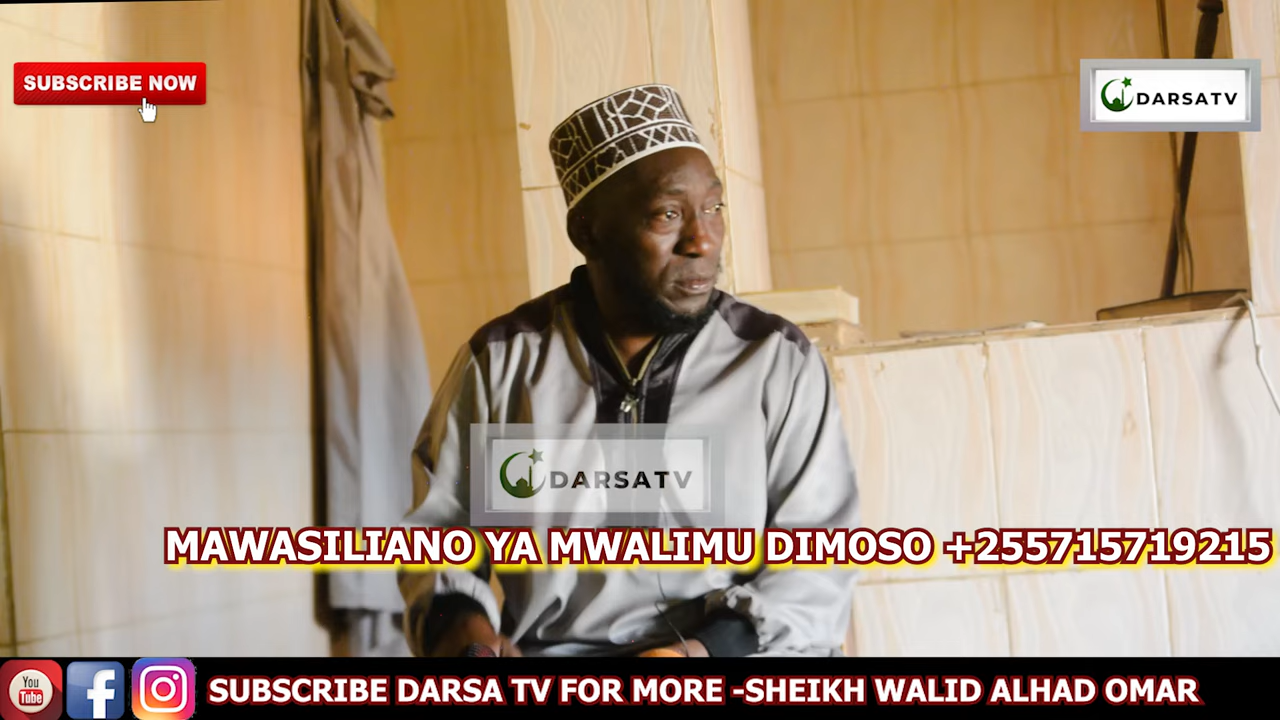 SUBSCRIBE NOW
DARSATV
DARSATV
MAWASILIANO YA MWALIMU DIMOSO +255715719215
You
Tube
SUBSCRIBE DARSA TV FOR MORE -SHEIKH WALID ALHAD OMAR